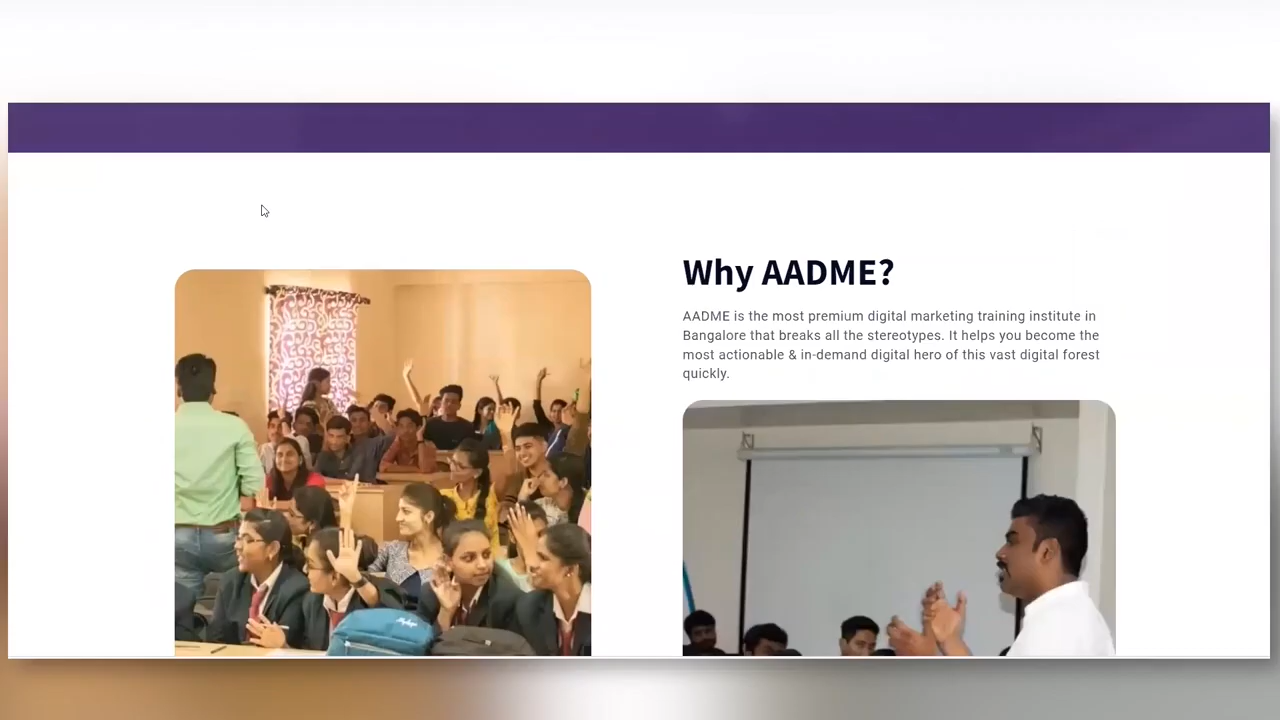 Why AADME?
AADME is the most premium digital marketing training institute in
Bangalore that breaks all the stereotypes. It helps you become the
most actionable & in-demand digital hero of this vast digital forest
quickly.